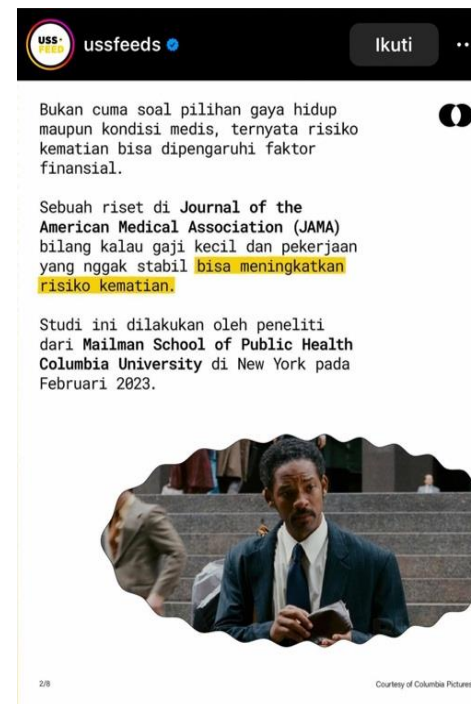 USS·
FEED
ussfeeds
Ikuti
Bukan cuma soal pilihan gaya hidup
maupun kondisi medis, ternyata risiko
kematian bisa dipengaruhi faktor
finansial.
Sebuah riset di Journal of the
American Medical Association (JAMA)
bilang kalau gaji kecil dan pekerjaan
yang nggak stabil bisa meningkatkan
risiko kematian.
Studi ini dilakukan oleh peneliti
dari Mailman School of Public Health
Columbia University di New York pada
Februari 2023.
2/8
Courtesy of Columbia Pictures